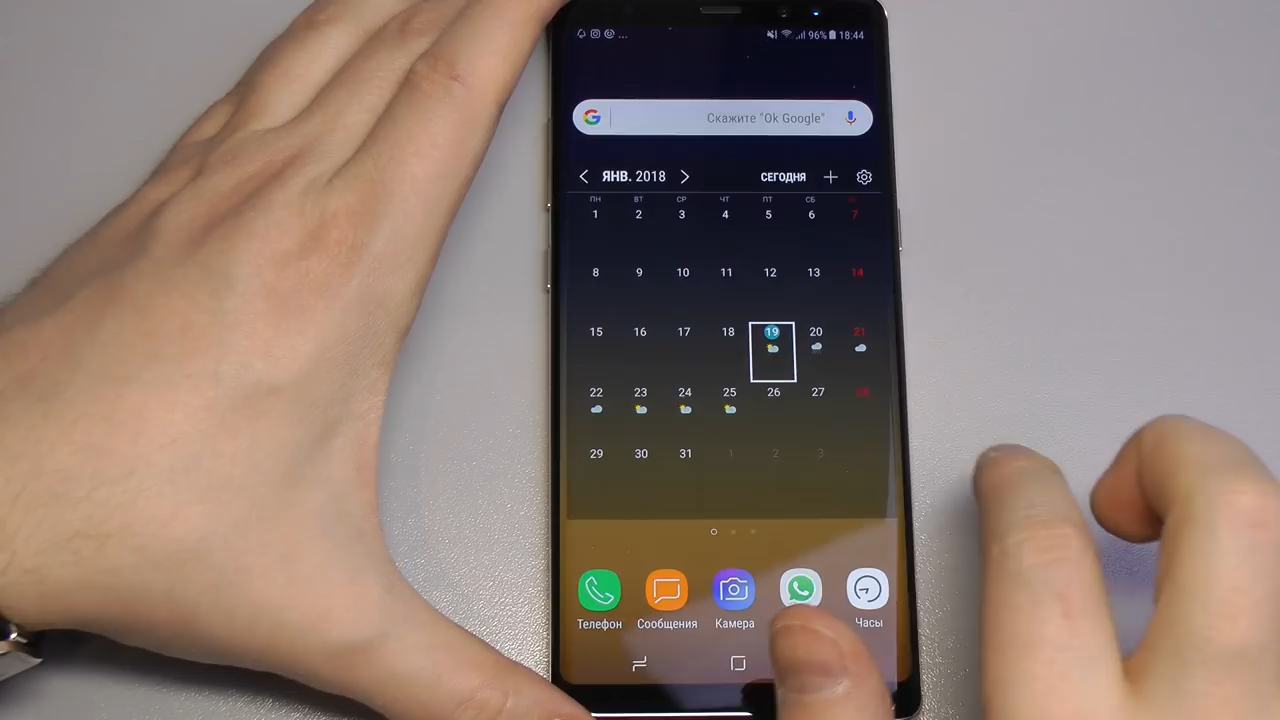 96% 18:44
Скажите "Ok Google"
ЯНВ. 2018 СЕГОДНЯ
ПН ВТ СР ЧТ ПТ СБ
1 2 3 4 5 6 7
8 9 10 11 12 13 14
15 16 17 18 19 20 21
22 23 24 25 26 27 28
29 30 31 1 2 3
Телефон Сообщения Камера Часы